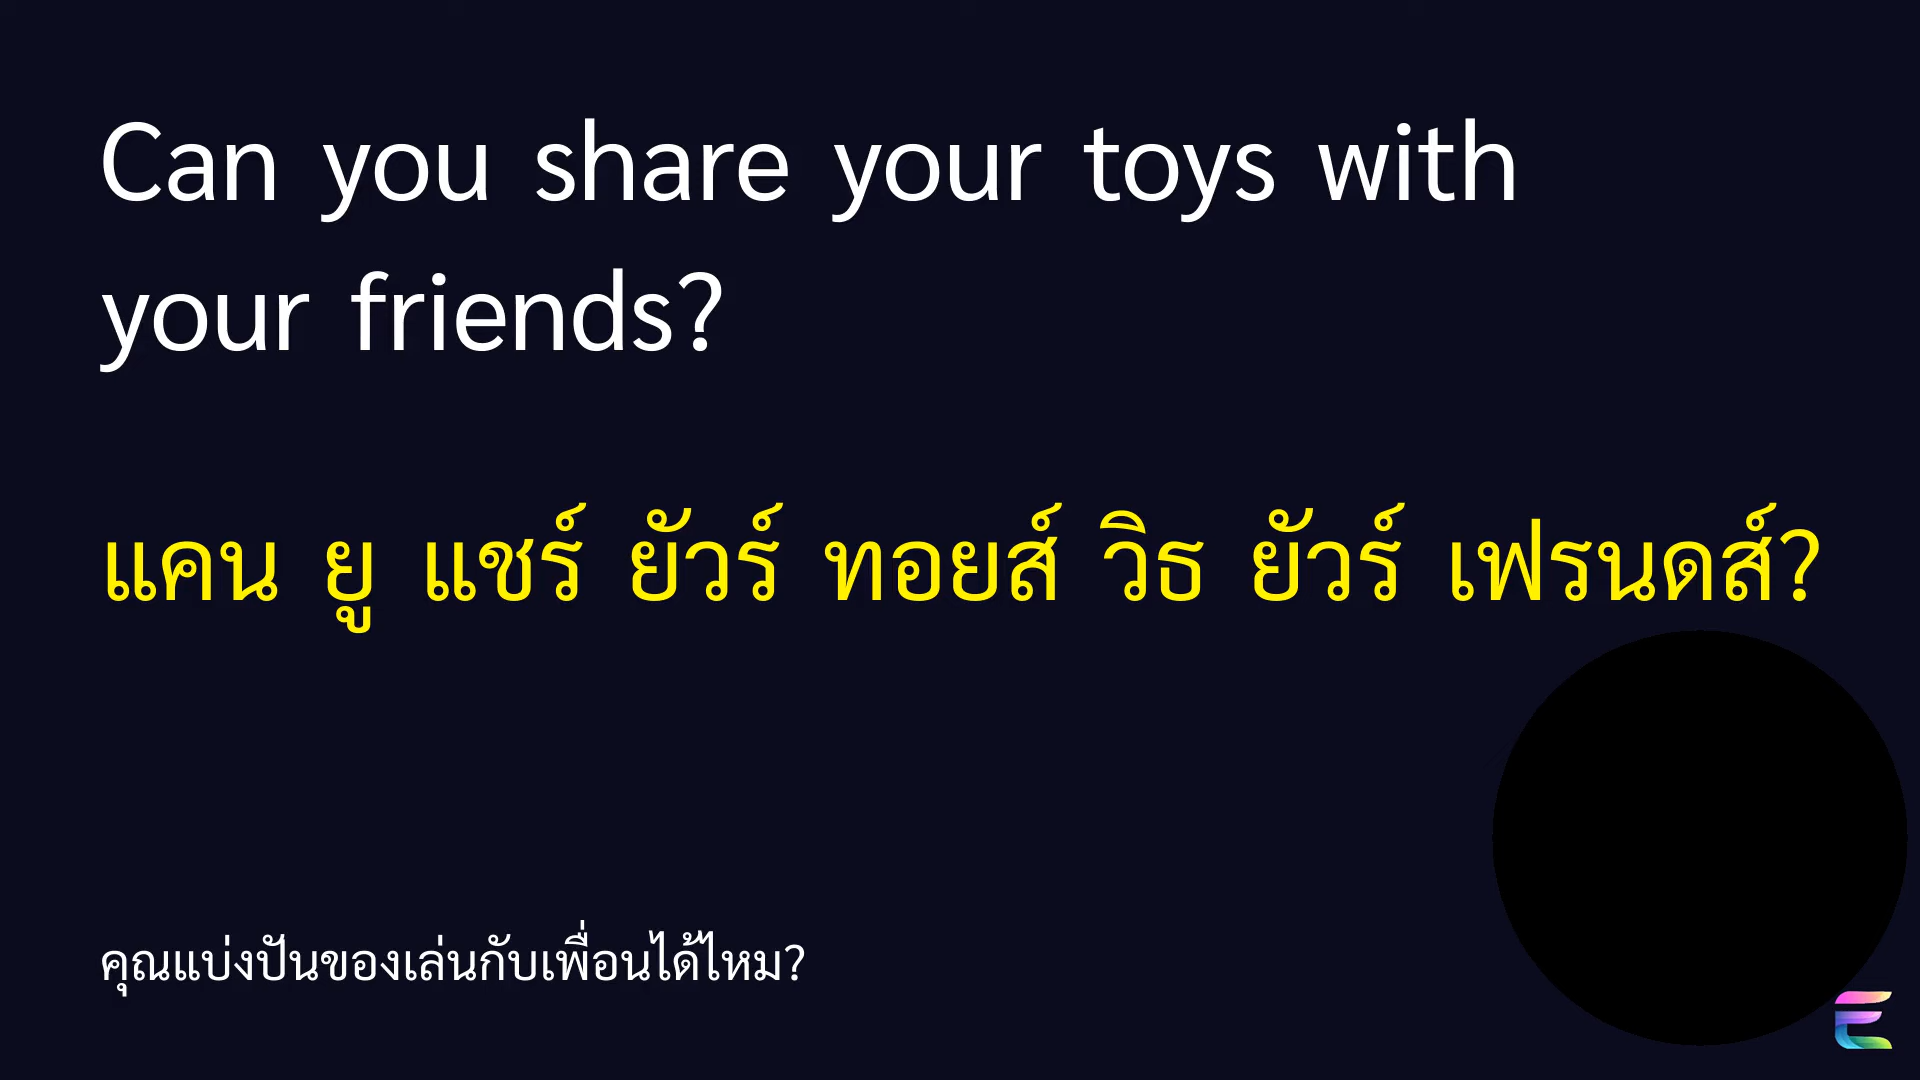 Can you share your toys with
your friends?
แคน ยู แชร์ ยัวร์ ทอยส์ วิธ ยัวร์ เฟรนดส์?
คุณแบ่งปันของเล่นกับเพื่อนได้ไหม?